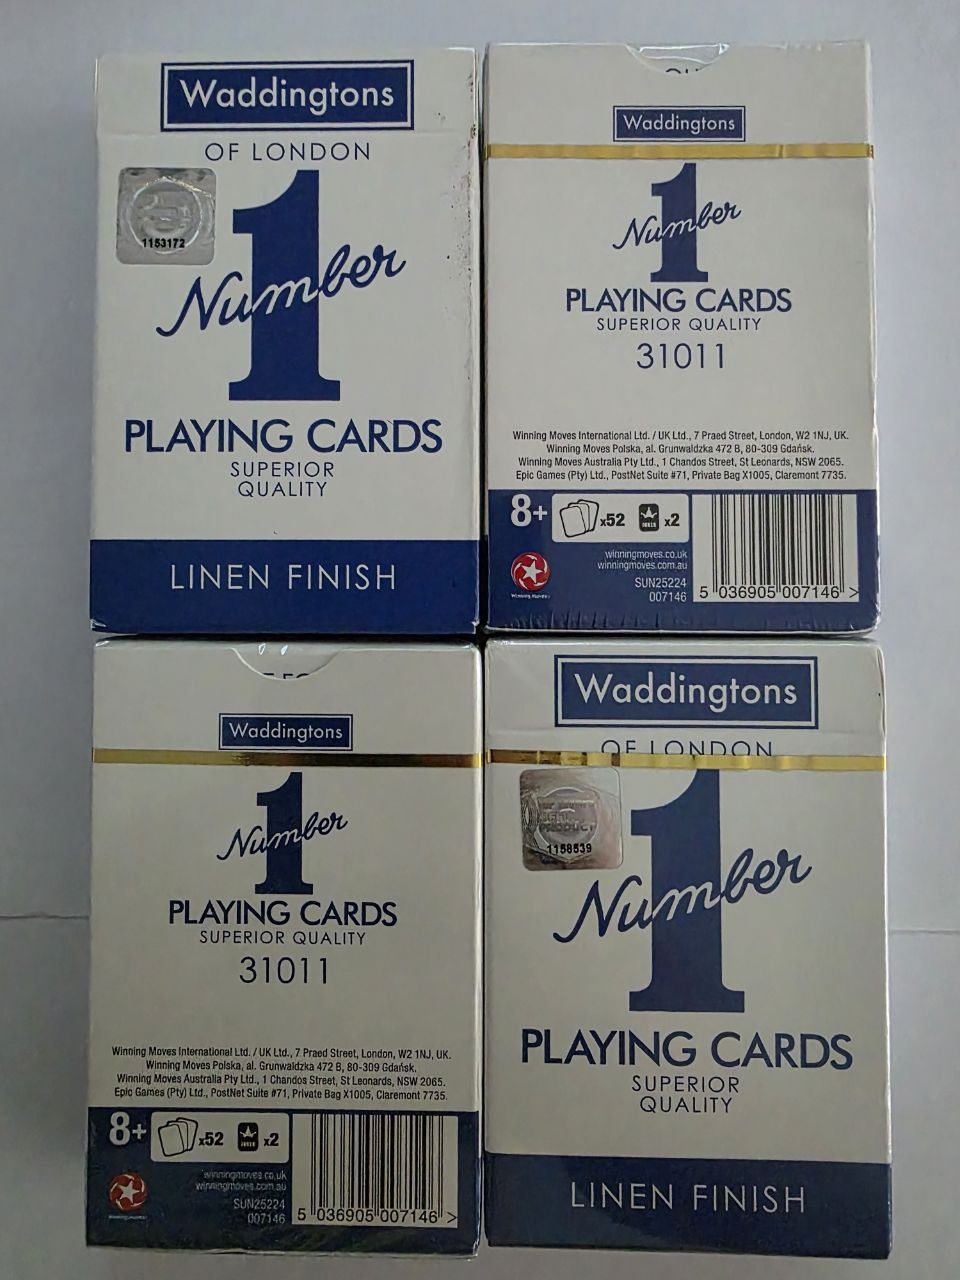 Waddingtons
OF LONDON
1153172
Number
1
PLAYING CARDS
SUPERIOR
QUALITY
LINEN FINISH
Waddingtons
Number
1
PLAYING CARDS
SUPERIOR QUALITY
31011
Winning Moves International Ltd. / UK Ltd., 7 Praed Street, London, W2 1NJ, UK.
Winning Moves Polska, al. Grunwaldzka 472 B, 80-309 Gdańsk.
Winning Moves Australia Pty Ltd., 1 Chandos Street, St Leonards, NSW 2065.
Epic Games (Pty) Ltd., PostNet Suite #71, Private Bag X1005, Claremont 7735.
8+ x52 JOKER x2
winningmoves.co.uk
winningmoves.com.au
SUN25224
007146
Winning Moves
5 036905 007146 >
Waddingtons
Number
1
PLAYING CARDS
SUPERIOR QUALITY
31011
Winning Moves International Ltd. / UK Ltd., 7 Praed Street, London, W2 1NJ, UK.
Winning Moves Polska, al. Grunwaldzka 472 B, 80-309 Gdańsk.
Winning Moves Australia Pty Ltd., 1 Chandos Street, St Leonards, NSW 2065.
Epic Games (Pty) Ltd., PostNet Suite #71, Private Bag X1005, Claremont 7735.
8+ x52 JOKER x2
winningmoves.co.uk
winningmoves.com.au
SUN25224
007146
5 036905 007146 >
Waddingtons
OF LONDON
PRODUCT
1158539
Number
1
PLAYING CARDS
SUPERIOR
QUALITY
LINEN FINISH